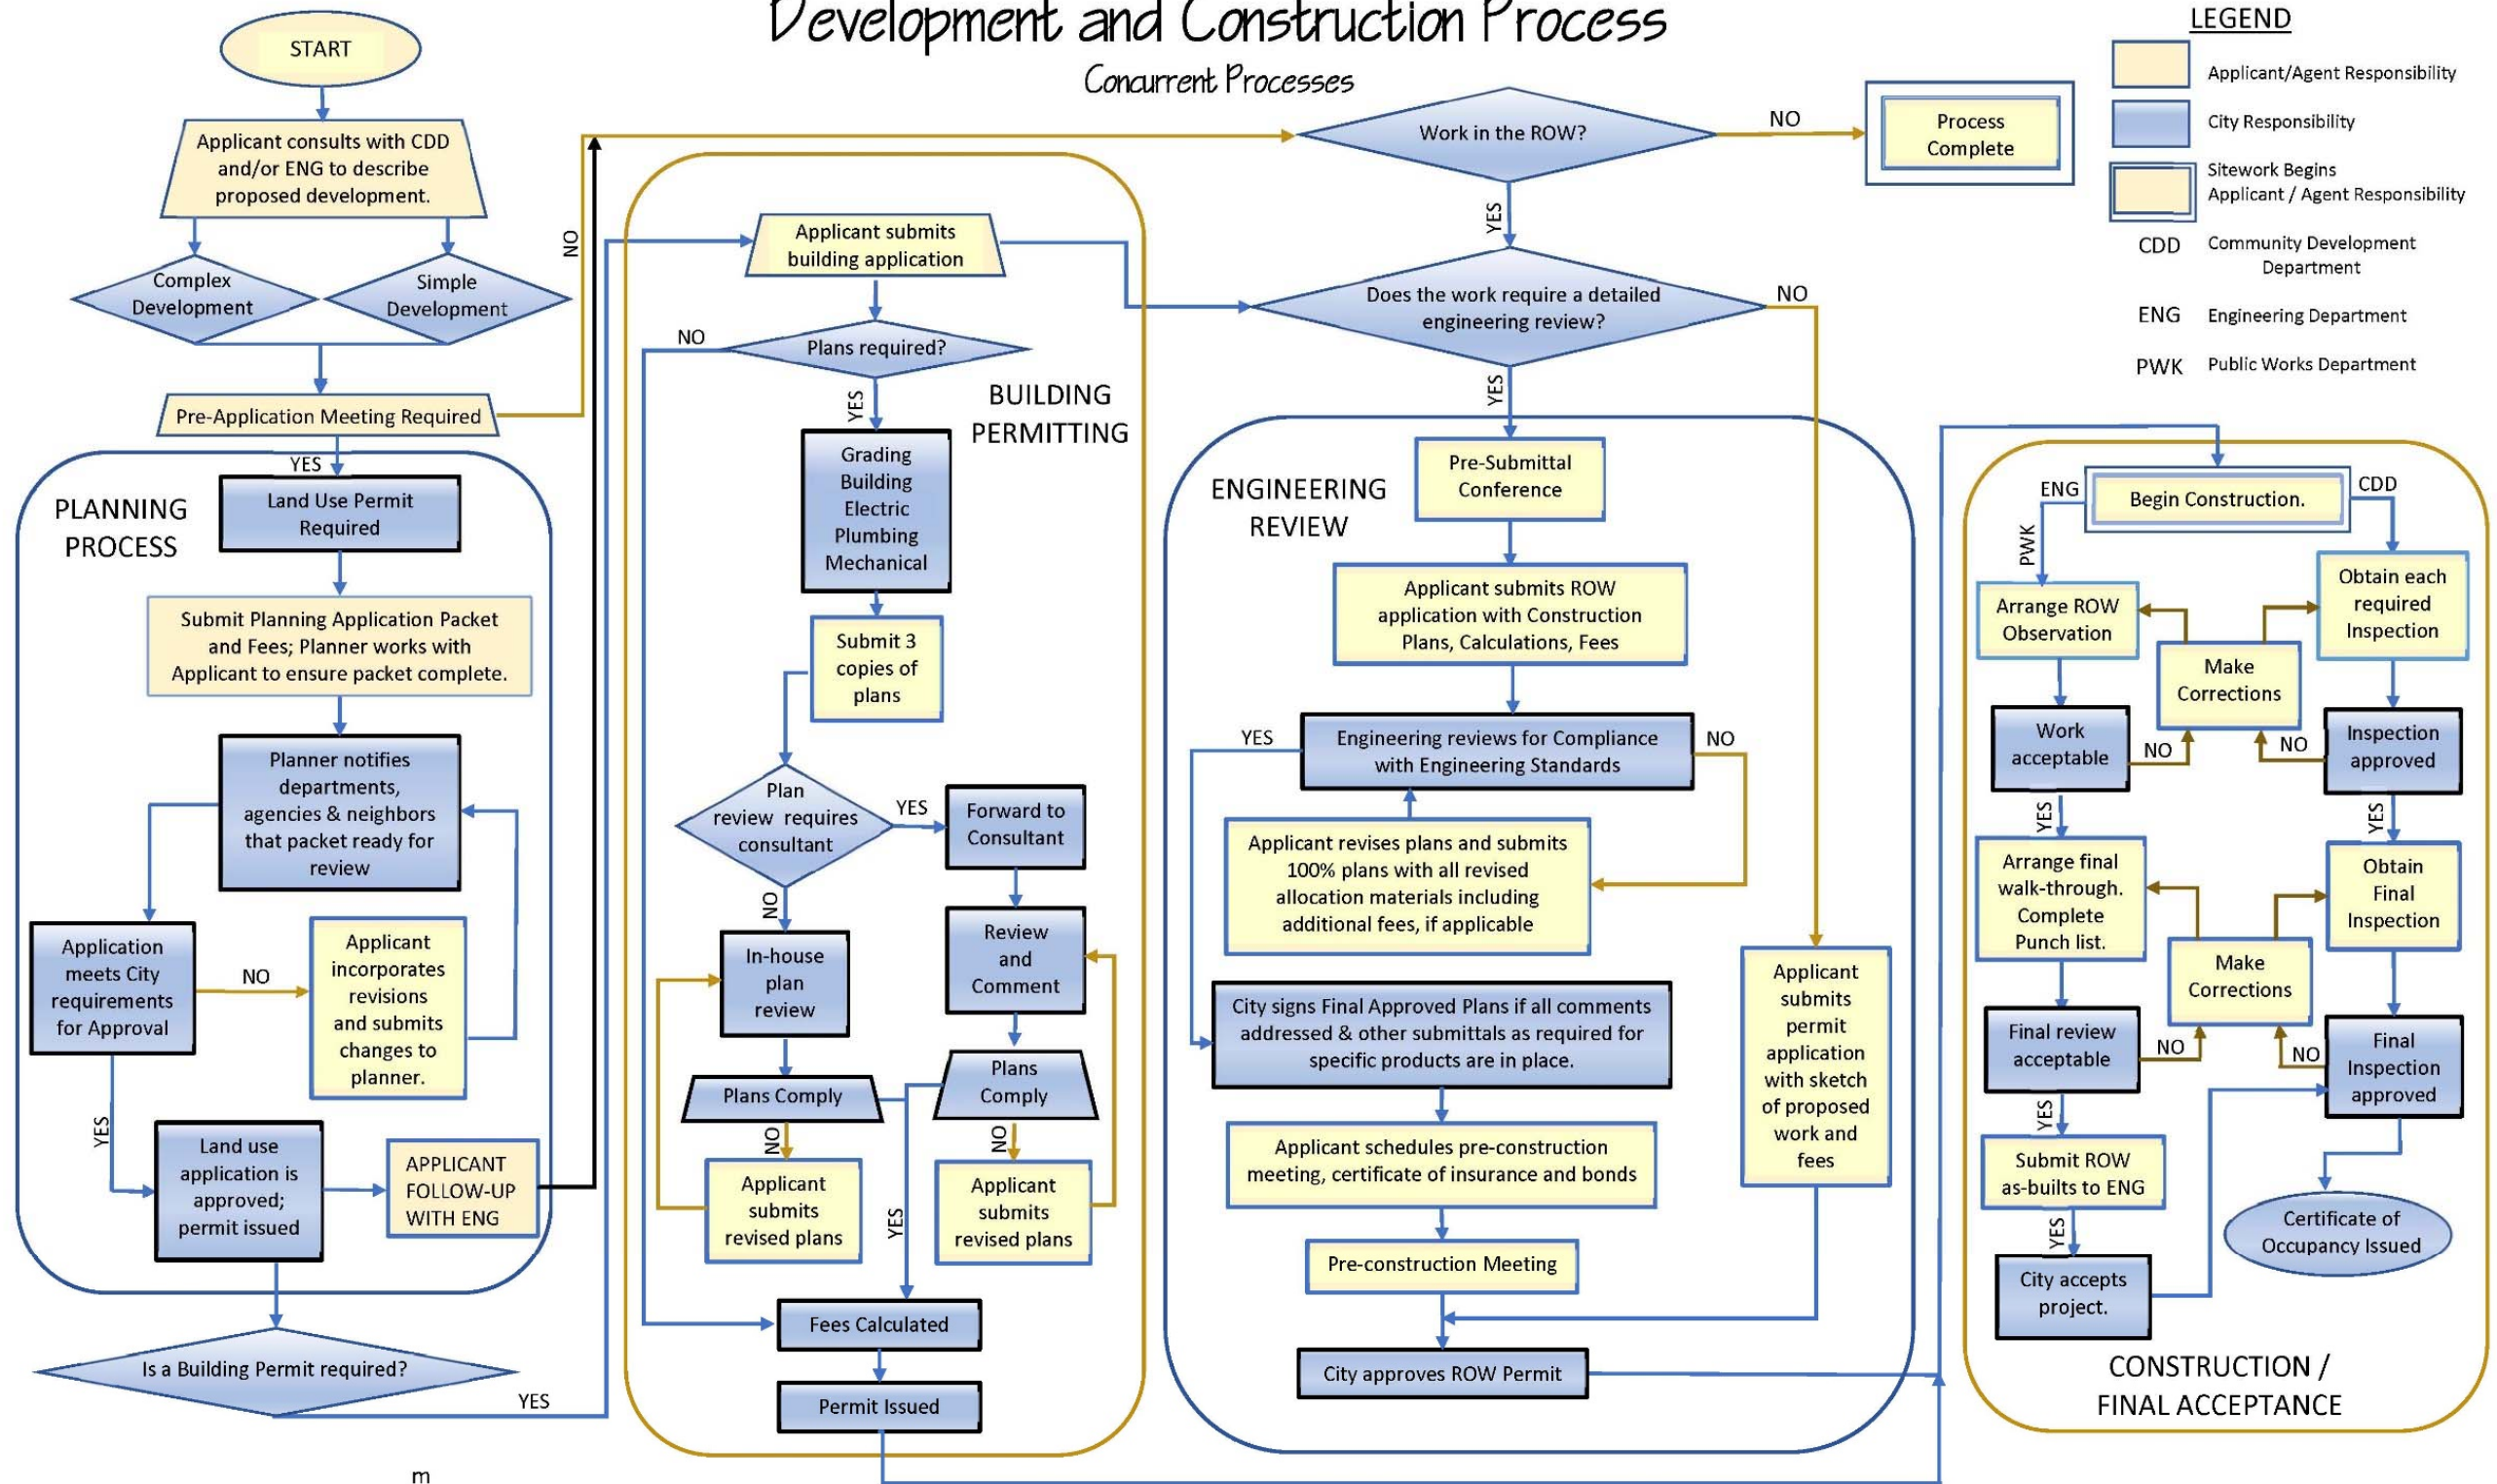 Development and Construction Process
Concurrent Processes
START
Applicant consults with CDD
and/or ENG to describe
proposed development.
Complex
Development
Simple
Development
Pre-Application Meeting Required
NO
YES
PLANNING
PROCESS
Land Use Permit
Required
Submit Planning Application Packet
and Fees; Planner works with
Applicant to ensure packet complete.
Planner notifies
departments,
agencies & neighbors
that packet ready for
review
Application
meets City
requirements
for Approval
NO
Applicant
incorporates
revisions
and submits
changes to
planner.
YES
Land use
application is
approved;
permit issued
APPLICANT
FOLLOW-UP
WITH ENG
Is a Building Permit required?
YES
m
Applicant submits
building application
NO
Plans required?
YES
BUILDING
PERMITTING
Grading
Building
Electric
Plumbing
Mechanical
Submit 3
copies of
plans
Plan
review requires
consultant
YES
Forward to
Consultant
NO
In-house
plan
review
Review
and
Comment
Plans Comply
Plans
Comply
NO
NO
Applicant
submits
revised plans
YES
Applicant
submits
revised plans
Fees Calculated
Permit Issued
Work in the ROW?
NO
Process
Complete
YES
Does the work require a detailed
engineering review?
NO
YES
ENGINEERING
REVIEW
Pre-Submittal
Conference
Applicant submits ROW
application with Construction
Plans, Calculations, Fees
YES
Engineering reviews for Compliance
with Engineering Standards
NO
Applicant revises plans and submits
100% plans with all revised
allocation materials including
additional fees, if applicable
City signs Final Approved Plans if all comments
addressed & other submittals as required for
specific products are in place.
Applicant schedules pre-construction
meeting, certificate of insurance and bonds
Pre-construction Meeting
City approves ROW Permit
Applicant
submits
permit
application
with sketch
of proposed
work and
fees
LEGEND
Applicant/Agent Responsibility
City Responsibility
Sitework Begins
Applicant / Agent Responsibility
CDD Community Development
Department
ENG Engineering Department
PWK Public Works Department
ENG
Begin Construction.
CDD
PWK
Arrange ROW
Observation
Obtain each
required
Inspection
Make
Corrections
Work
acceptable
NO
NO
Inspection
approved
YES
YES
Arrange final
walk-through.
Complete
Punch list.
Obtain
Final
Inspection
Make
Corrections
Final review
acceptable
NO
NO
Final
Inspection
approved
YES
Submit ROW
as-builts to ENG
YES
City accepts
project.
Certificate of
Occupancy Issued
CONSTRUCTION /
FINAL ACCEPTANCE